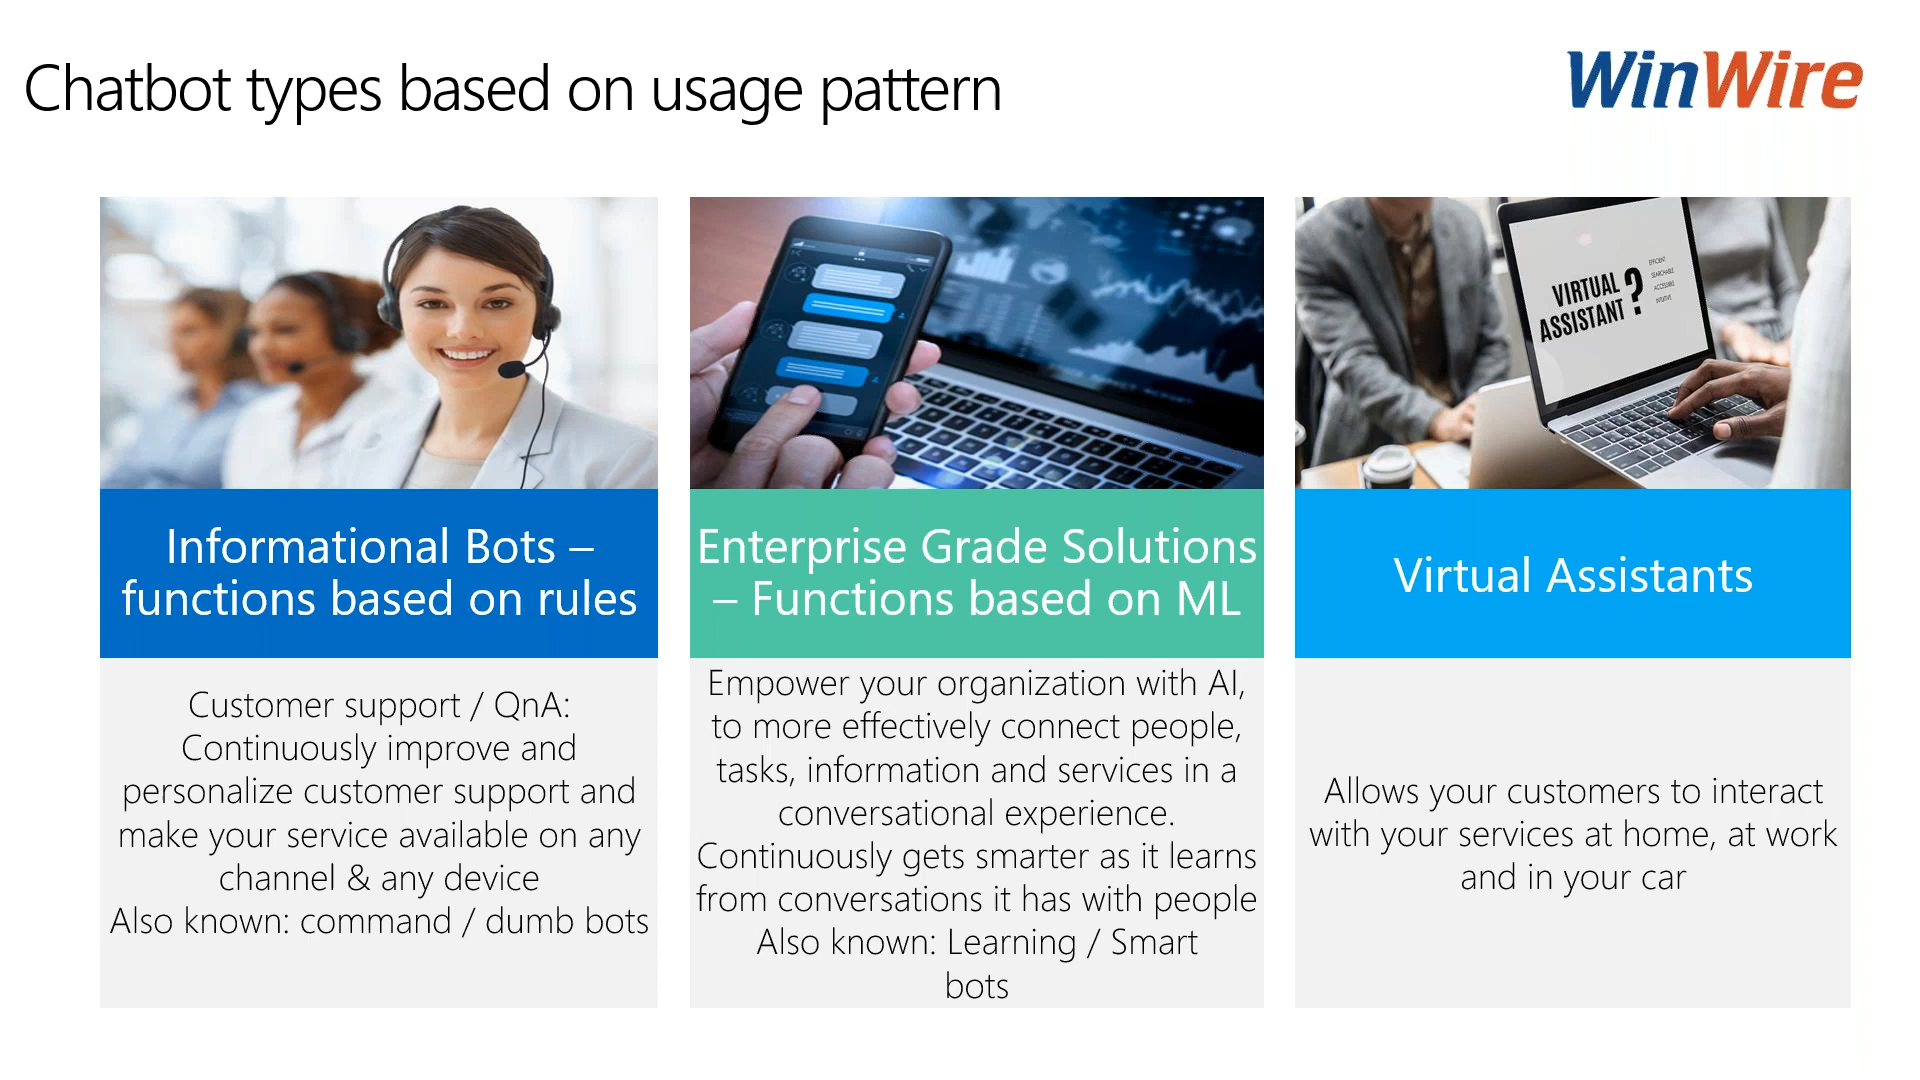 Chatbot types based on usage pattern
WinWire
VIRTUAL
ASSISTANT ?
EFFICIENT
SEARCHABLE
ACCESSIBLE
INTUITIVE
Informational Bots –
functions based on rules
Enterprise Grade Solutions
– Functions based on ML
Virtual Assistants
Customer support / QnA:
Continuously improve and
personalize customer support and
make your service available on any
channel & any device
Also known: command / dumb bots
Empower your organization with AI,
to more effectively connect people,
tasks, information and services in a
conversational experience.
Continuously gets smarter as it learns
from conversations it has with people
Also known: Learning / Smart
bots
Allows your customers to interact
with your services at home, at work
and in your car